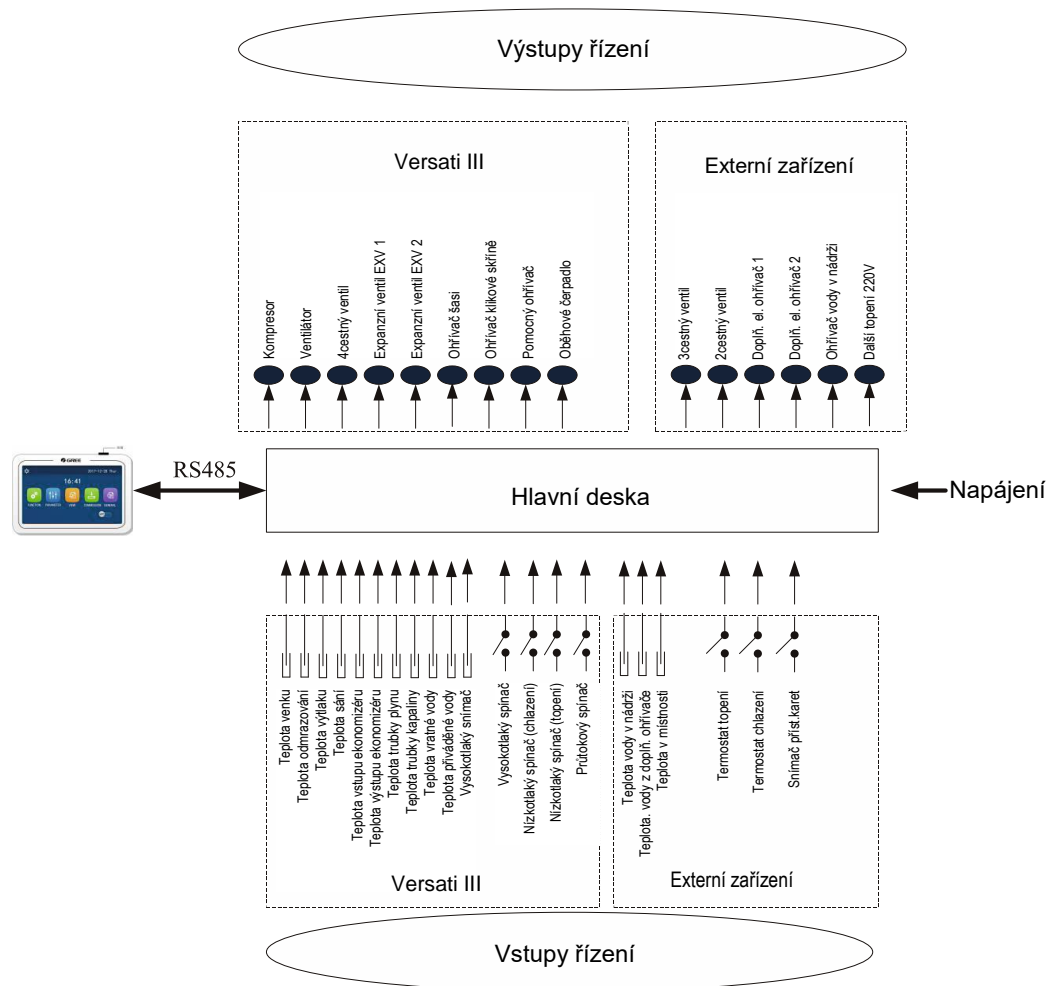 Výstupy řízení
Versati III
Externí zařízení
Kompresor
Ventilátor
4cestný ventil
Expanzní ventil EXV 1
Expanzní ventil EXV 2
Ohřívač šasi
Ohřívač klikové skříně
Pomocný ohřívač
Oběhové čerpadlo
3cestný ventil
2cestný ventil
Doplň. el. ohřívač 1
Doplň. el. ohřívač 2
Ohřívač vody v nádrži
Další topení 220V
GREE
16:41
RS485
Hlavní deska
Napájení
Teplota venku
Teplota odmrazování
Teplota výtlaku
Teplota sání
Teplota vstupu ekonomizéru
Teplota výstupu ekonomizéru
Teplota trubky plynu
Teplota trubky kapaliny
Teplota vratné vody
Teplota přiváděné vody
Vysokotlaký snímač
Vysokotlaký spínač
Nízkotlaký spínač (chlazení)
Nízkotlaký spínač (topení)
Průtokový spínač
Teplota vody v nádrži
Teplota. vody z doplň. ohřívače
Teplota v místnosti
Termostat topení
Termostat chlazení
Snímač příst.karet
Versati III
Externí zařízení
Vstupy řízení